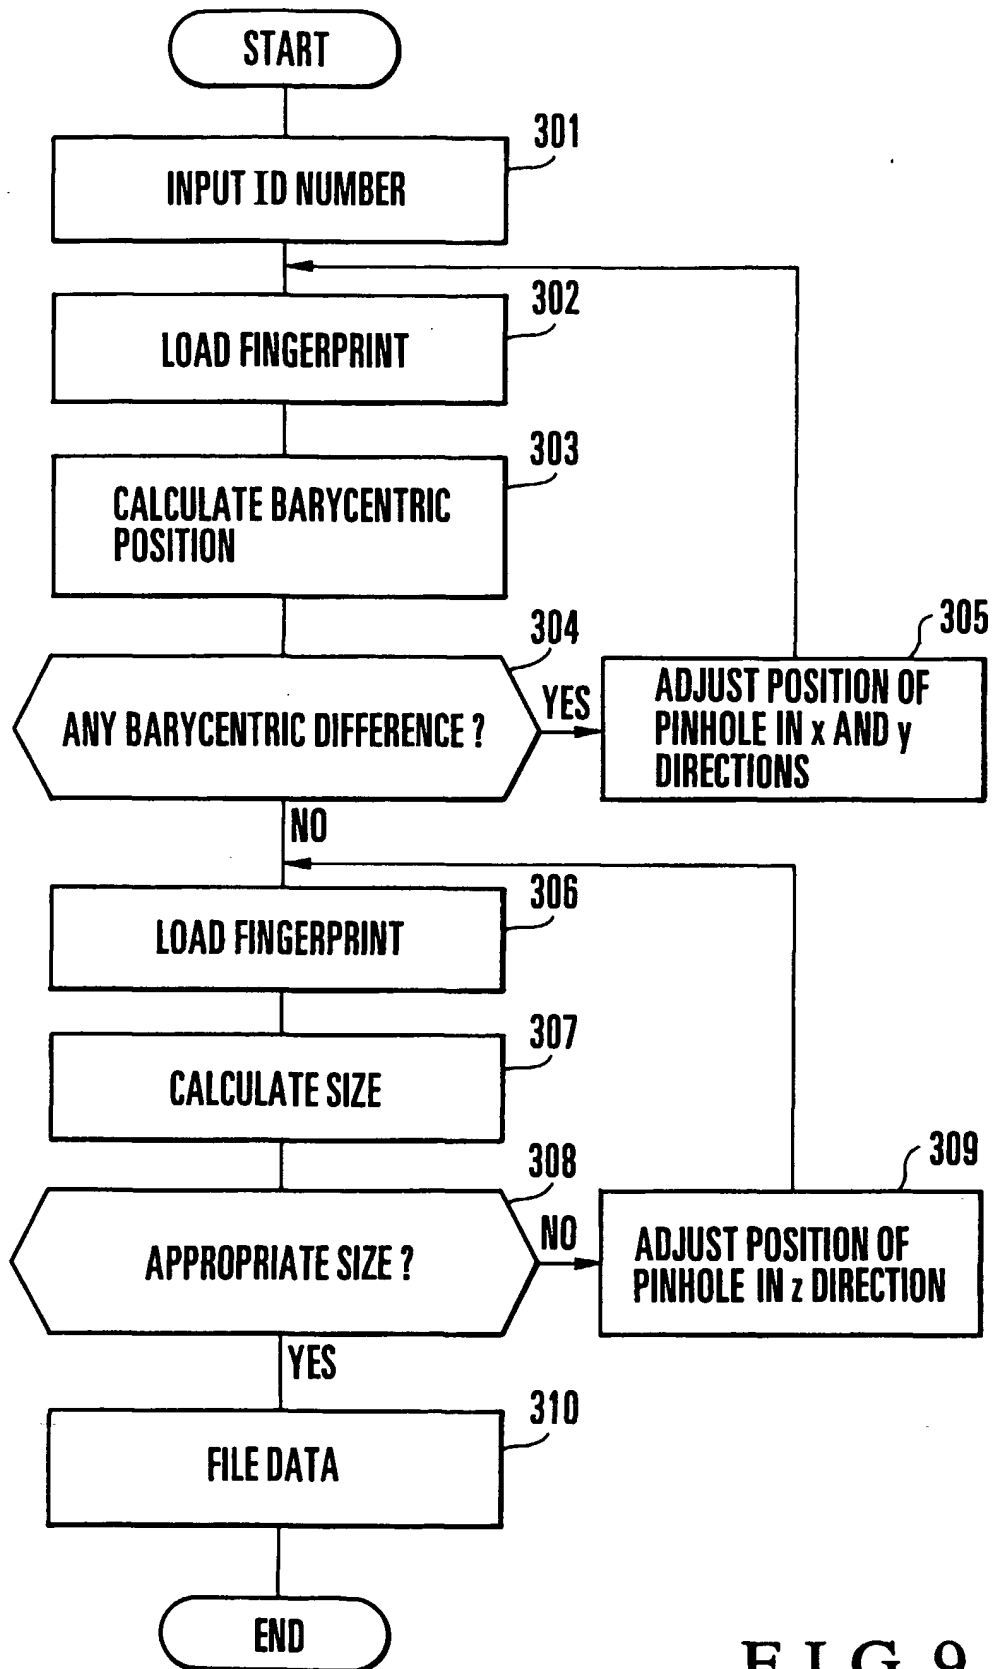 START
301
INPUT ID NUMBER
302
LOAD FINGERPRINT
303
CALCULATE BARYCENTRIC
POSITION
304
ANY BARYCENTRIC DIFFERENCE ?
YES
305
ADJUST POSITION OF
PINHOLE IN x AND y
DIRECTIONS
NO
306
LOAD FINGERPRINT
307
CALCULATE SIZE
308
APPROPRIATE SIZE ?
NO
309
ADJUST POSITION OF
PINHOLE IN z DIRECTION
YES
310
FILE DATA
END
FIG.9